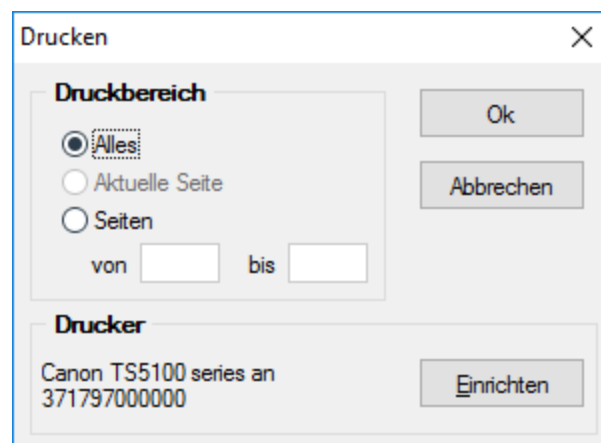 Drucken
Druckbereich
Alles
Aktuelle Seite
Seiten
von bis
Ok
Abbrechen
Drucker
Canon TS5100 series an
371797000000
Einrichten